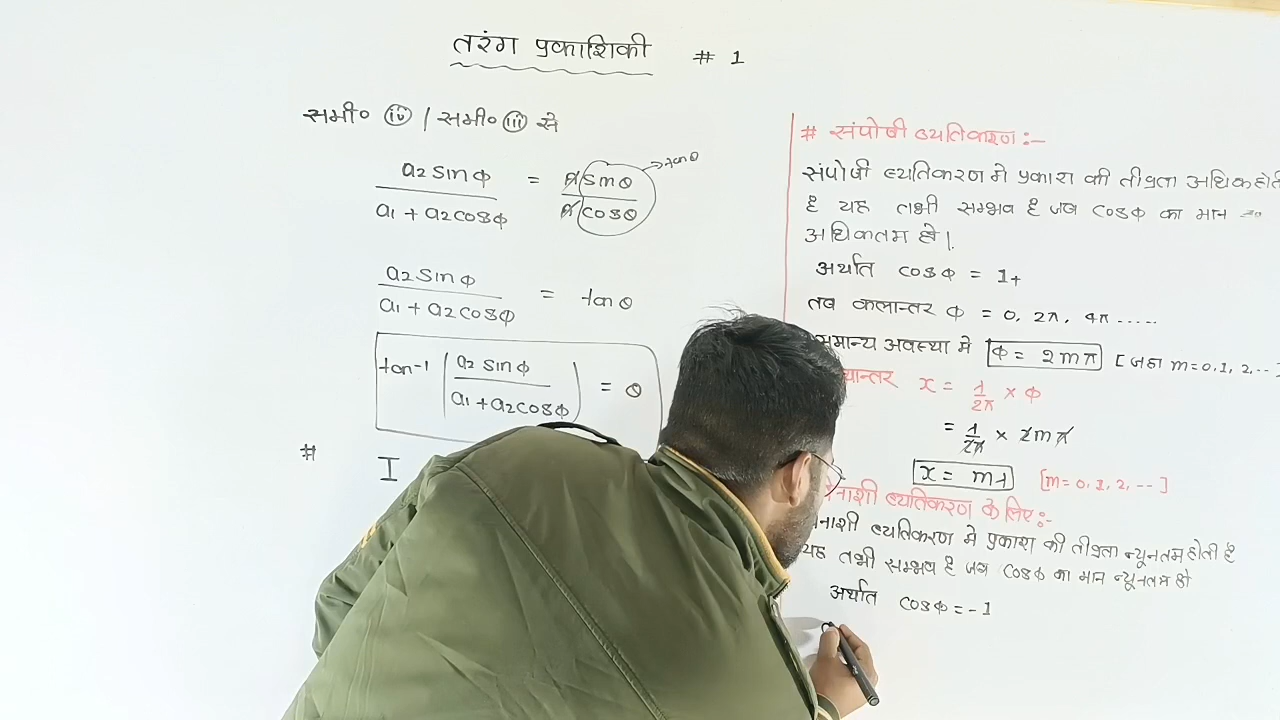 तरंग प्रकाशिकी # 1
समी० (iv) / समी० (iii) से
a₂ sin ϕ / a₁ + a₂ cos ϕ = A sin θ / A cos θ → tan θ
a₂ sin ϕ / a₁ + a₂ cos ϕ = tan θ
tan⁻¹ (a₂ sin ϕ / a₁ + a₂ cos ϕ) = θ
# I
# संपोषी व्यतिकरण :-
संपोषी व्यतिकरण मे प्रकाश की तीव्रता अधिक होती
है यह तभी सम्भव है जब cos ϕ का मान
अधिकतम हो।
अर्थात cos ϕ = 1
तब कलान्तर ϕ = 0, 2π, 4π .....
समान्य अवस्था मे ϕ = 2mπ [जहा m = 0, 1, 2, --]
x = λ/2π × ϕ
= λ/2π × 2mπ
x = mλ [m = 0, 1, 2, --]
व्यतिकरण के लिए :-
व्यतिकरण मे प्रकाश की तीव्रता न्यूनतम होती है
यह तभी सम्भव है जब cos ϕ का मान न्यूनतम हो
अर्थात cos ϕ = -1